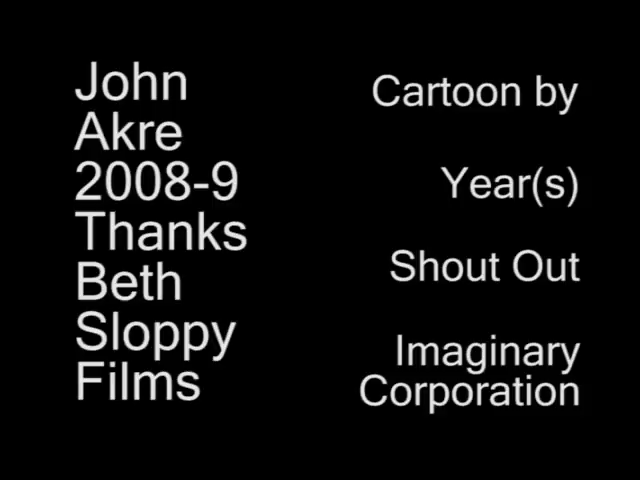 John
Akre
2008-9
Thanks
Beth
Sloppy
Films
Cartoon by
Year(s)
Shout Out
Imaginary
Corporation